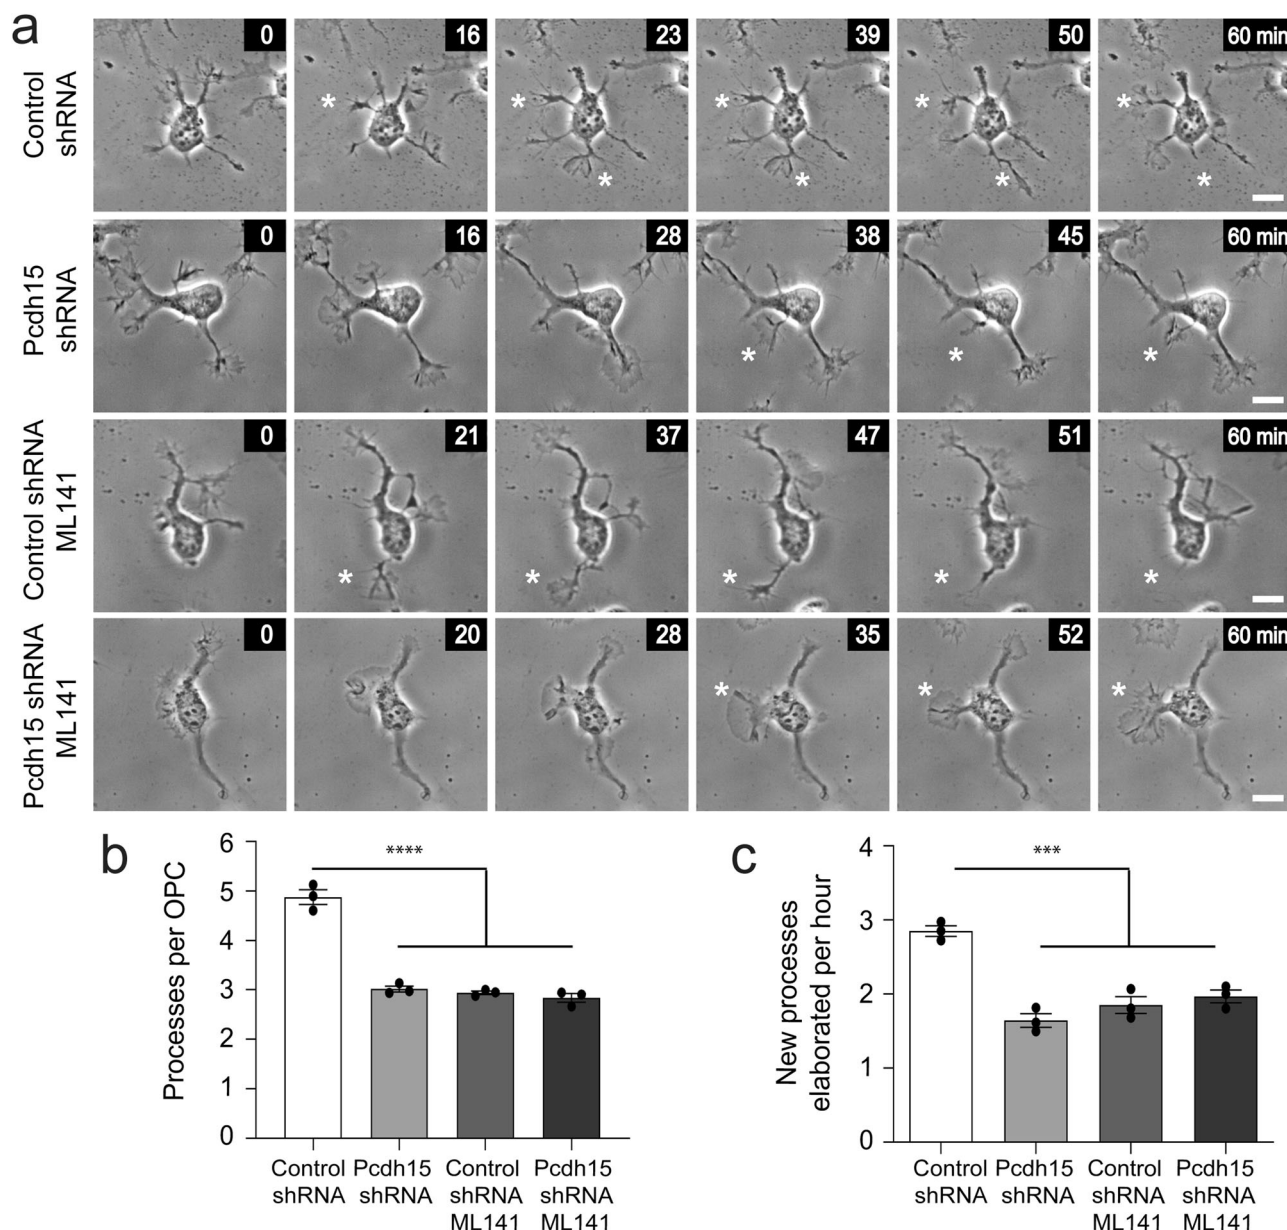 a
Control
shRNA
0
16
23
39
50
60 min
*
*
*
*
*
*
*
*
*
Pcdh15
shRNA
0
16
28
38
45
60 min
*
*
*
Control shRNA
ML141
0
21
37
47
51
60 min
*
*
*
*
*
Pcdh15 shRNA
ML141
0
20
28
35
52
60 min
*
*
*
b
Processes per OPC
6
5
4
3
2
1
0
****
Control
shRNA
Pcdh15
shRNA
Control
shRNA
ML141
Pcdh15
shRNA
ML141
c
New processes
elaborated per hour
4
3
2
1
0
***
Control
shRNA
Pcdh15
shRNA
Control
shRNA
ML141
Pcdh15
shRNA
ML141